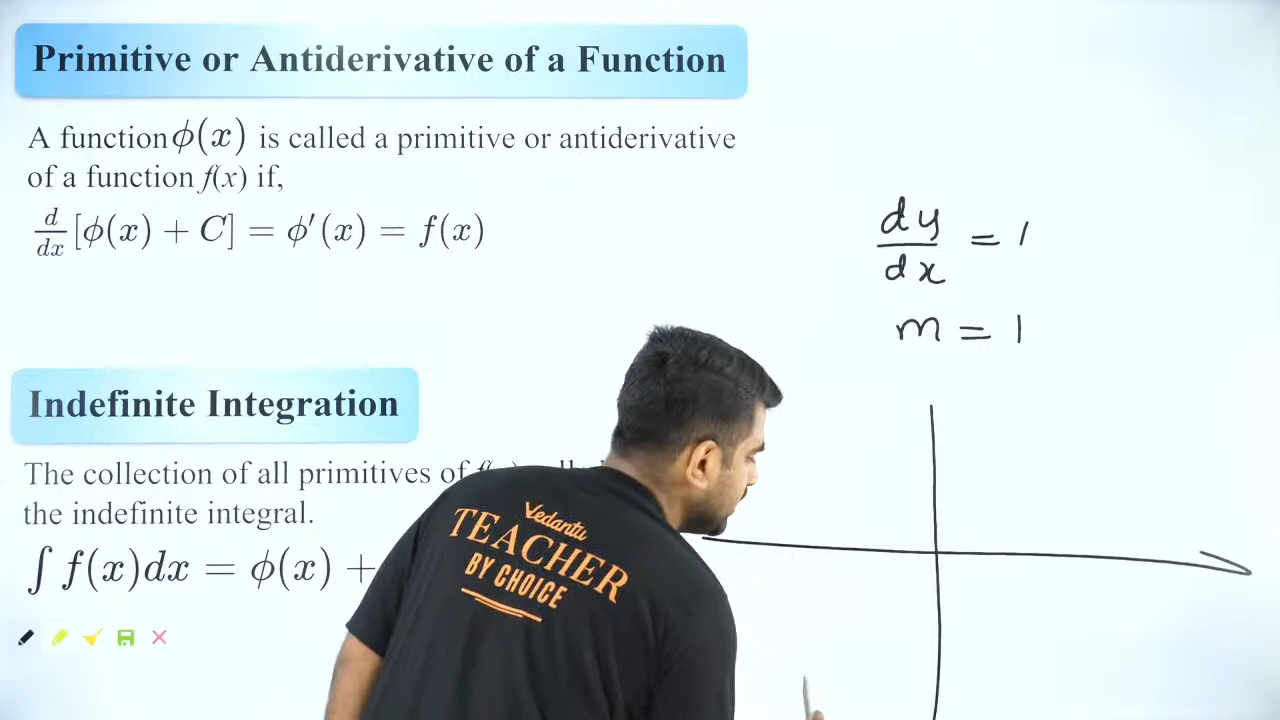 Primitive or Antiderivative of a Function
A function ϕ(x) is called a primitive or antiderivative
of a function f(x) if,
d/dx [ϕ(x) + C] = ϕ′(x) = f(x)
dy/dx = 1
m = 1
Indefinite Integration
The collection of all primitives of
the indefinite integral.
∫ f(x)dx = ϕ(x) +
Vedantu
TEACHER
BY CHOICE